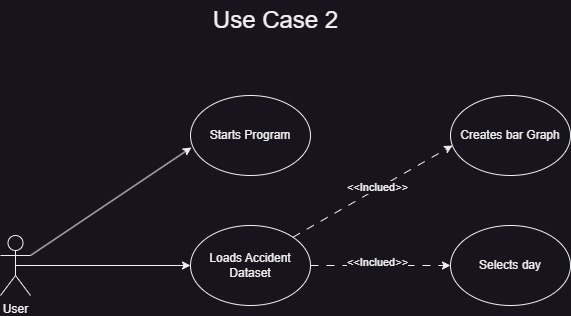 Use Case 2
Starts Program
Creates bar Graph
<<Inclued>>
Loads Accident
Dataset
<<Inclued>>
Selects day
User